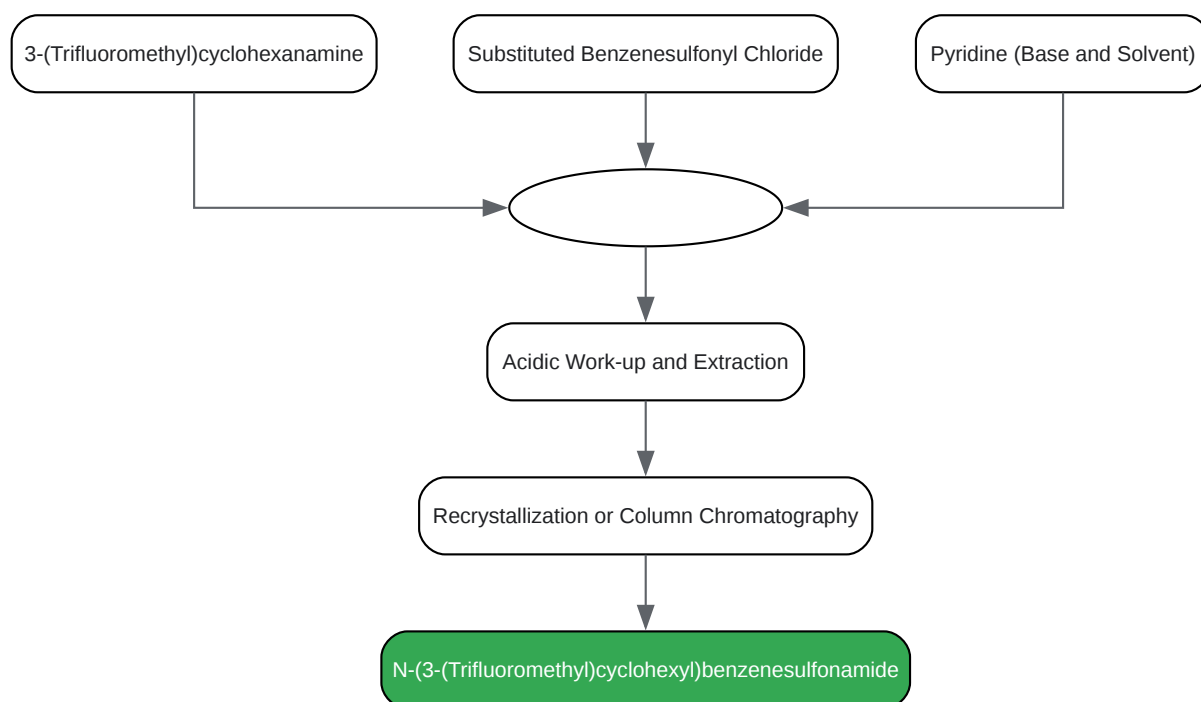 3-(Trifluoromethyl)cyclohexanamine
Substituted Benzenesulfonyl Chloride
Pyridine (Base and Solvent)
Acidic Work-up and Extraction
Recrystallization or Column Chromatography
N-(3-(Trifluoromethyl)cyclohexyl)benzenesulfonamide